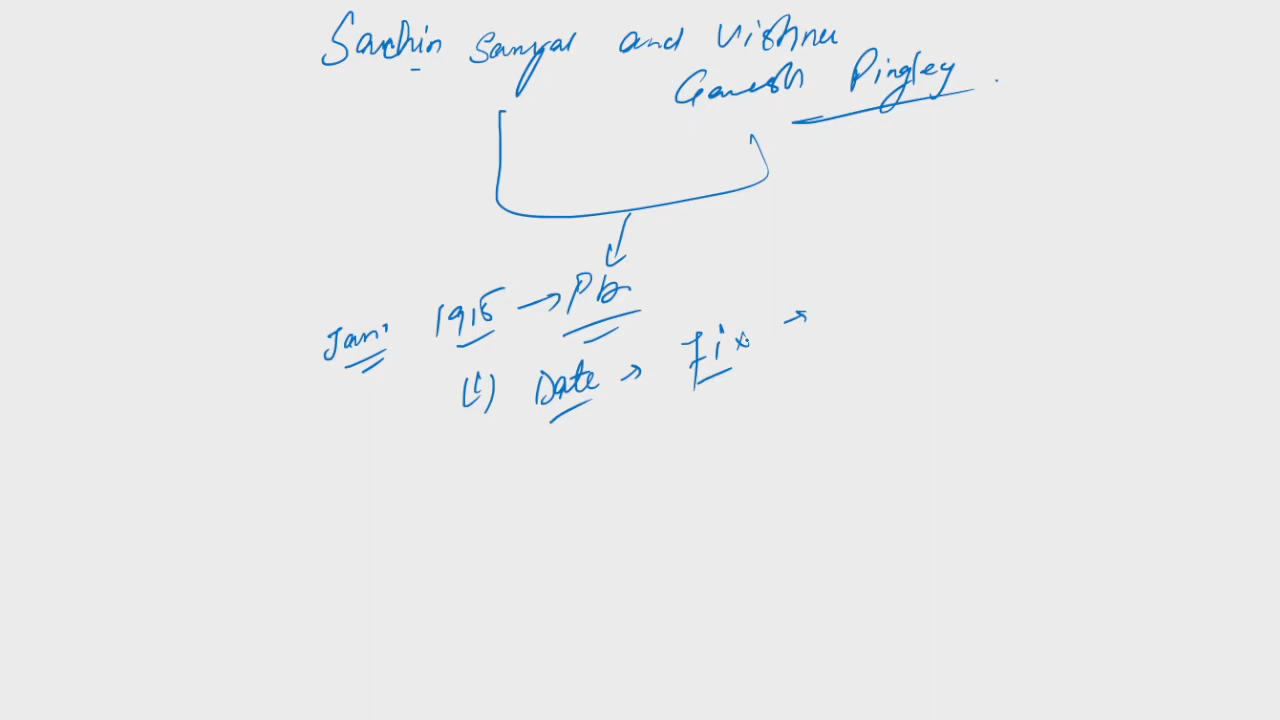 Sachin Sanyal and Vishnu
Ganesh Pingley.
Jan. 1915 → Pb
(i) Date → Fix →